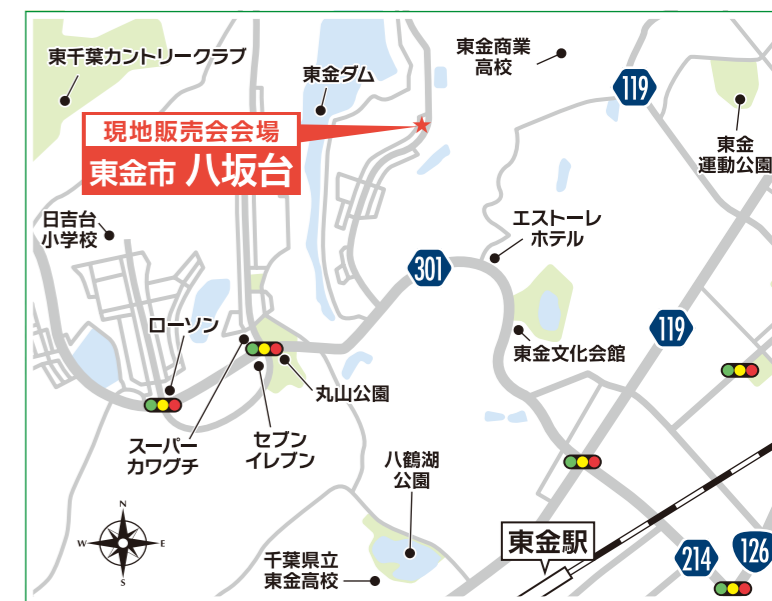 東千葉カントリークラブ
東金ダム
東金商業
高校
119
東金
運動公園
現地販売会会場
東金市 八坂台
日吉台
小学校
エストーレ
ホテル
301
ローソン
119
東金文化会館
丸山公園
スーパー
カワグチ
セブン
イレブン
八鶴湖
公園
N
W
E
S
東金駅
千葉県立
東金高校
214
126